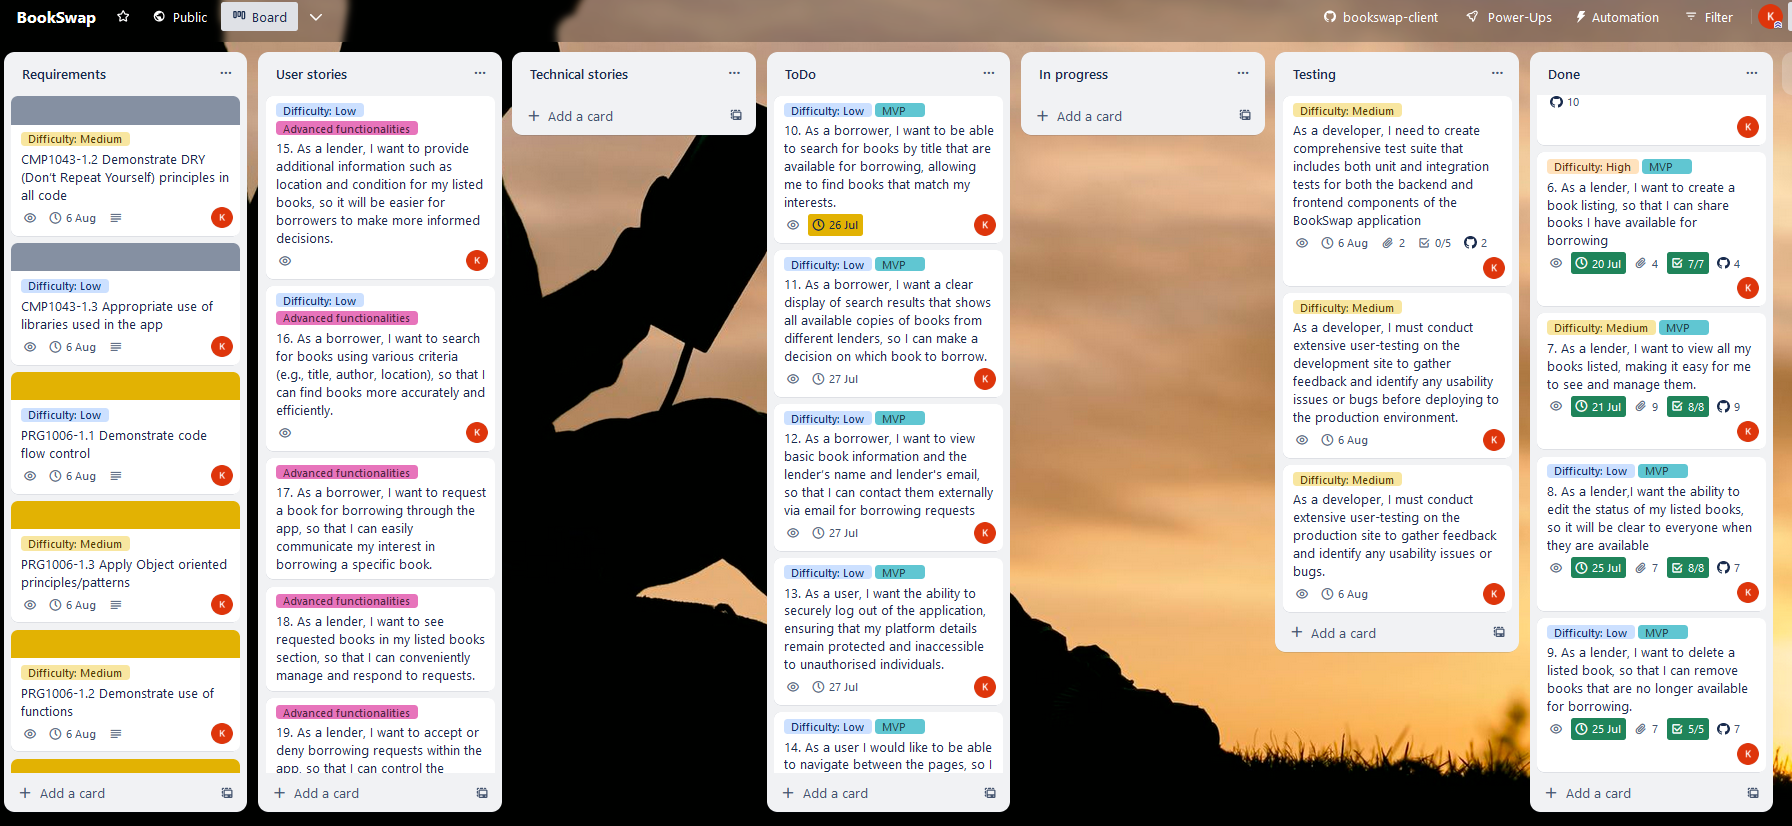 BookSwap
Public
Board
bookswap-client
Power-Ups
Automation
Filter
K
Requirements
Difficulty: Medium
CMP1043-1.2 Demonstrate DRY
(Don't Repeat Yourself) principles in
all code
6 Aug
K
Difficulty: Low
CMP1043-1.3 Appropriate use of
libraries used in the app
6 Aug
K
Difficulty: Low
PRG1006-1.1 Demonstrate code
flow control
6 Aug
K
Difficulty: Medium
PRG1006-1.3 Apply Object oriented
principles/patterns
6 Aug
K
Difficulty: Medium
PRG1006-1.2 Demonstrate use of
functions
6 Aug
K
Add a card
User stories
Difficulty: Low
Advanced functionalities
15. As a lender, I want to provide
additional information such as
location and condition for my listed
books, so it will be easier for
borrowers to make more informed
decisions.
K
Difficulty: Low
Advanced functionalities
16. As a borrower, I want to search
for books using various criteria
(e.g., title, author, location), so that I
can find books more accurately and
efficiently.
K
Advanced functionalities
17. As a borrower, I want to request
a book for borrowing through the
app, so that I can easily
communicate my interest in
borrowing a specific book.
Advanced functionalities
18. As a lender, I want to see
requested books in my listed books
section, so that I can conveniently
manage and respond to requests.
Advanced functionalities
19. As a lender, I want to accept or
deny borrowing requests within the
app, so that I can control the
Add a card
Technical stories
Add a card
ToDo
Difficulty: Low MVP
10. As a borrower, I want to be able
to search for books by title that are
available for borrowing, allowing
me to find books that match my
interests.
26 Jul
K
Difficulty: Low MVP
11. As a borrower, I want a clear
display of search results that shows
all available copies of books from
different lenders, so I can make a
decision on which book to borrow.
27 Jul
K
Difficulty: Low MVP
12. As a borrower, I want to view
basic book information and the
lender's name and lender's email,
so that I can contact them externally
via email for borrowing requests
27 Jul
K
Difficulty: Low MVP
13. As a user, I want the ability to
securely log out of the application,
ensuring that my platform details
remain protected and inaccessible
to unauthorised individuals.
27 Jul
K
Difficulty: Low MVP
14. As a user I would like to be able
to navigate between the pages, so I
Add a card
In progress
Add a card
Testing
Difficulty: Medium
As a developer, I need to create
comprehensive test suite that
includes both unit and integration
tests for both the backend and
frontend components of the
BookSwap application
6 Aug 2 0/5 2
K
Difficulty: Medium
As a developer, I must conduct
extensive user-testing on the
development site to gather
feedback and identify any usability
issues or bugs before deploying to
the production environment.
6 Aug
K
Difficulty: Medium
As a developer, I must conduct
extensive user-testing on the
production site to gather feedback
and identify any usability issues or
bugs.
6 Aug
K
Add a card
Done
10
K
Difficulty: High MVP
6. As a lender, I want to create a
book listing, so that I can share
books I have available for
borrowing
20 Jul 4 7/7 4
K
Difficulty: Medium MVP
7. As a lender, I want to view all my
books listed, making it easy for me
to see and manage them.
21 Jul 9 8/8 9
K
Difficulty: Low MVP
8. As a lender,I want the ability to
edit the status of my listed books,
so it will be clear to everyone when
they are available
25 Jul 7 8/8 7
K
Difficulty: Low MVP
9. As a lender, I want to delete a
listed book, so that I can remove
books that are no longer available
for borrowing.
25 Jul 7 5/5 7
K
Add a card